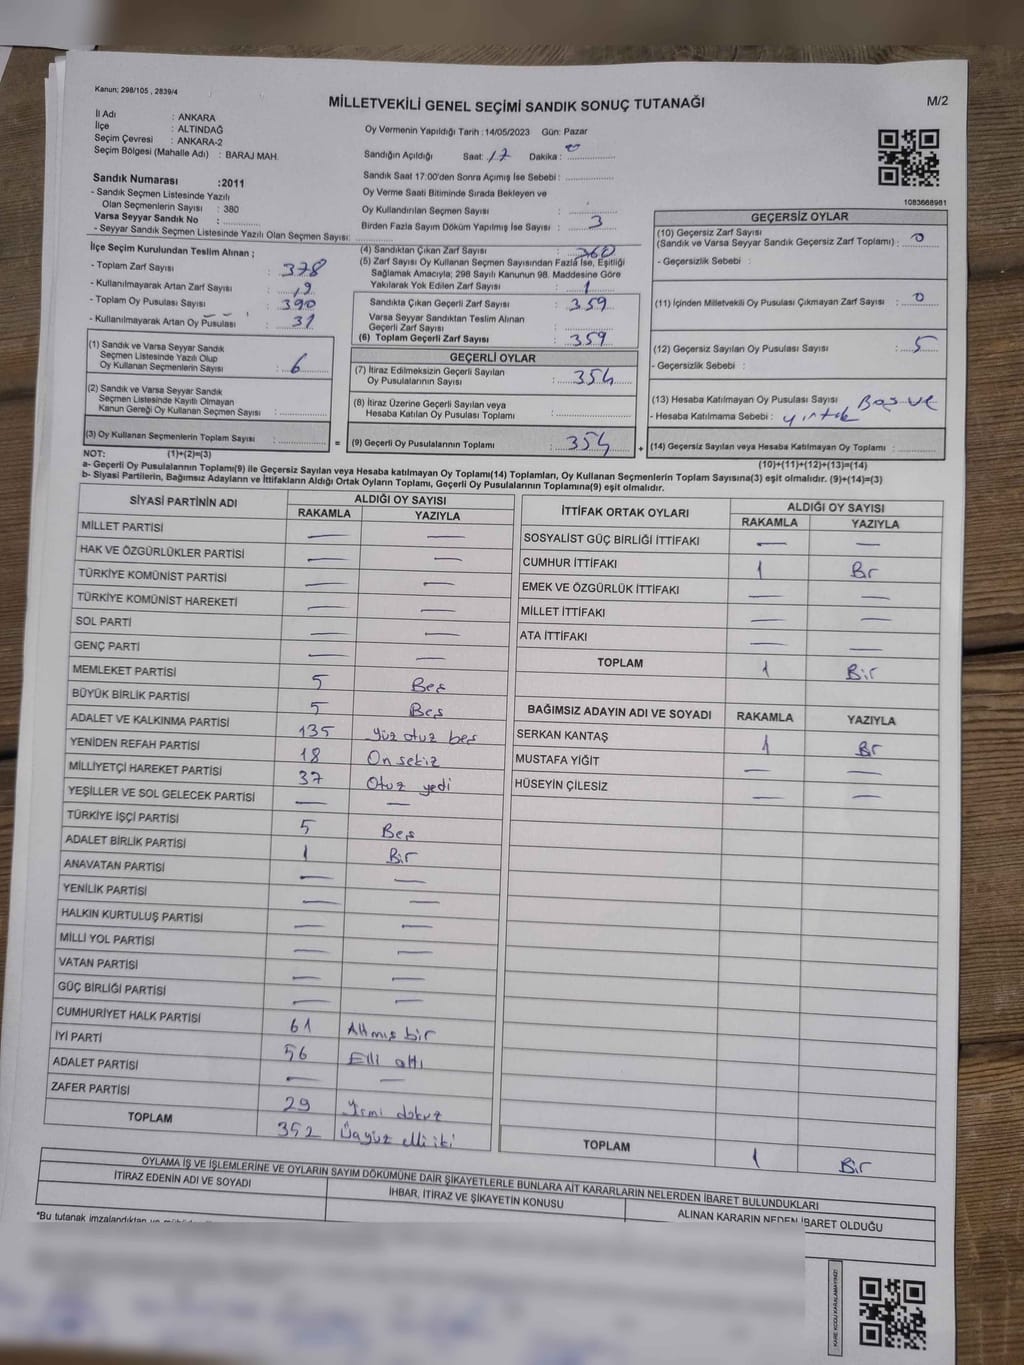 Kanun; 298/105 , 2839/4
MİLLETVEKİLİ GENEL SEÇİMİ SANDIK SONUÇ TUTANAĞI
M/2
İl Adı : ANKARA
İlçe : ALTINDAĞ
Seçim Çevresi : ANKARA-2
Seçim Bölgesi (Mahalle Adı) : BARAJ MAH.
Sandık Numarası :2011
- Sandık Seçmen Listesinde Yazılı
Olan Seçmenlerin Sayısı : 380
Varsa Seyyar Sandık No :
- Seyyar Sandık Seçmen Listesinde Yazılı Olan Seçmen Sayısı:
Oy Vermenin Yapıldığı Tarih :14/05/2023 Gün: Pazar
Sandığın Açıldığı Saat: 17 Dakika : 0
Sandık Saat 17:00'den Sonra Açımış İse Sebebi :
Oy Verme Saati Bitiminde Sırada Bekleyen ve
Oy Kullandırılan Seçmen Sayısı :
Birden Fazla Sayım Döküm Yapılmış İse Sayısı : 3
1083668981
İlçe Seçim Kurulundan Teslim Alınan ;
- Toplam Zarf Sayısı : 378
- Kullanılmayarak Artan Zarf Sayısı : 19
- Toplam Oy Pusulası Sayısı : 390
- Kullanılmayarak Artan Oy Pusulası : 31
(1) Sandık ve Varsa Seyyar Sandık
Seçmen Listesinde Yazılı Olup
Oy Kullanan Seçmenlerin Sayısı : 6
(2) Sandık ve Varsa Seyyar Sandık
Seçmen Listesinde Kayıtlı Olmayan
Kanun Gereği Oy Kullanan Seçmen Sayısı :
(3) Oy Kullanan Seçmenlerin Toplam Sayısı :
(4) Sandıktan Çıkan Zarf Sayısı : 360
(5) Zarf Sayısı Oy Kullanan Seçmen Sayısından Fazla İse, Eşitliği
Sağlamak Amacıyla; 298 Sayılı Kanunun 98. Maddesine Göre
Yakılarak Yok Edilen Zarf Sayısı : 1
Sandıkta Çıkan Geçerli Zarf Sayısı : 359
Varsa Seyyar Sandıktan Teslim Alınan
Geçerli Zarf Sayısı :
(6) Toplam Geçerli Zarf Sayısı : 359
GEÇERLİ OYLAR
(7) İtiraz Edilmeksizin Geçerli Sayılan
Oy Pusulalarının Sayısı : 354
(8) İtiraz Üzerine Geçerli Sayılan veya
Hesaba Katılan Oy Pusulası Toplamı :
= (9) Geçerli Oy Pusulalarının Toplamı : 354
GEÇERSİZ OYLAR
(10) Geçersiz Zarf Sayısı
(Sandık ve Varsa Seyyar Sandık Geçersiz Zarf Toplamı) : 0
- Geçersizlik Sebebi :
(11) İçinden Milletvekili Oy Pusulası Çıkmayan Zarf Sayısı : 0
(12) Geçersiz Sayılan Oy Pusulası Sayısı : 5
- Geçersizlik Sebebi :
(13) Hesaba Katılmayan Oy Pusulası Sayısı : Boş ve
- Hesaba Katılmama Sebebi : yırtık
+ (14) Geçersiz Sayılan veya Hesaba Katılmayan Oy Toplamı :
NOT: (1)+(2)=(3)
(10)+(11)+(12)+(13)=(14)
a- Geçerli Oy Pusulalarının Toplamı(9) ile Geçersiz Sayılan veya Hesaba katılmayan Oy Toplamı(14) Toplamları, Oy Kullanan Seçmenlerin Toplam Sayısına(3) eşit olmalıdır. (9)+(14)=(3)
b- Siyasi Partilerin, Bağımsız Adayların ve İttifakların Aldığı Ortak Oyların Toplamı, Geçerli Oy Pusulalarının Toplamına(9) eşit olmalıdır.
SİYASİ PARTİNİN ADI ALDIĞI OY SAYISI
RAKAMLA YAZIYLA
MİLLET PARTİSİ — —
HAK VE ÖZGÜRLÜKLER PARTİSİ — —
TÜRKİYE KOMÜNİST PARTİSİ — —
TÜRKİYE KOMÜNİST HAREKETİ — —
SOL PARTİ — —
GENÇ PARTİ — —
MEMLEKET PARTİSİ 5 Beş
BÜYÜK BİRLİK PARTİSİ 5 Beş
ADALET VE KALKINMA PARTİSİ 135 Yüz otuz beş
YENİDEN REFAH PARTİSİ 18 On sekiz
MİLLİYETÇİ HAREKET PARTİSİ 37 Otuz yedi
YEŞİLLER VE SOL GELECEK PARTİSİ — —
TÜRKİYE İŞÇİ PARTİSİ 5 Beş
ADALET BİRLİK PARTİSİ 1 Bir
ANAVATAN PARTİSİ — —
YENİLİK PARTİSİ — —
HALKIN KURTULUŞ PARTİSİ — —
MİLLİ YOL PARTİSİ — —
VATAN PARTİSİ — —
GÜÇ BİRLİĞİ PARTİSİ — —
CUMHURİYET HALK PARTİSİ 61 Altmış bir
İYİ PARTİ 56 Elli altı
ADALET PARTİSİ — —
ZAFER PARTİSİ 29 Yirmi dokuz
TOPLAM 352 Üçyüz elli iki
İTTİFAK ORTAK OYLARI ALDIĞI OY SAYISI
RAKAMLA YAZIYLA
SOSYALİST GÜÇ BİRLİĞİ İTTİFAKI — —
CUMHUR İTTİFAKI 1 Bir
EMEK VE ÖZGÜRLÜK İTTİFAKI — —
MİLLET İTTİFAKI — —
ATA İTTİFAKI — —
TOPLAM 1 Bir
BAĞIMSIZ ADAYIN ADI VE SOYADI RAKAMLA YAZIYLA
SERKAN KANTAŞ 1 Bir
MUSTAFA YİĞİT — —
HÜSEYİN ÇİLESİZ — —
TOPLAM 1 Bir
OYLAMA İŞ VE İŞLEMLERİNE VE OYLARIN SAYIM DÖKÜMÜNE DAİR ŞİKAYETLERLE BUNLARA AİT KARARLARIN NELERDEN İBARET BULUNDUKLARI
İTİRAZ EDENİN ADI VE SOYADI
İHBAR, İTİRAZ VE ŞİKAYETİN KONUSU
ALINAN KARARIN NEDEN İBARET OLDUĞU
*Bu tutanak imzalandıktan
KARE KODU KARALAMAYINIZ!